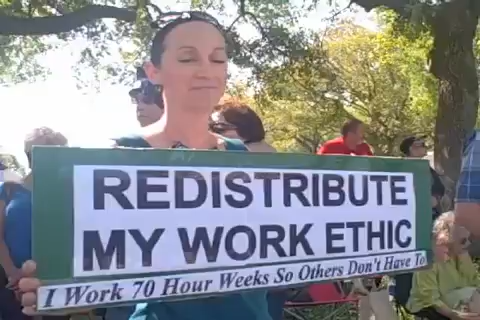 REDISTRIBUTE
MY WORK ETHIC
I Work 70 Hour Weeks So Others Don't Have To